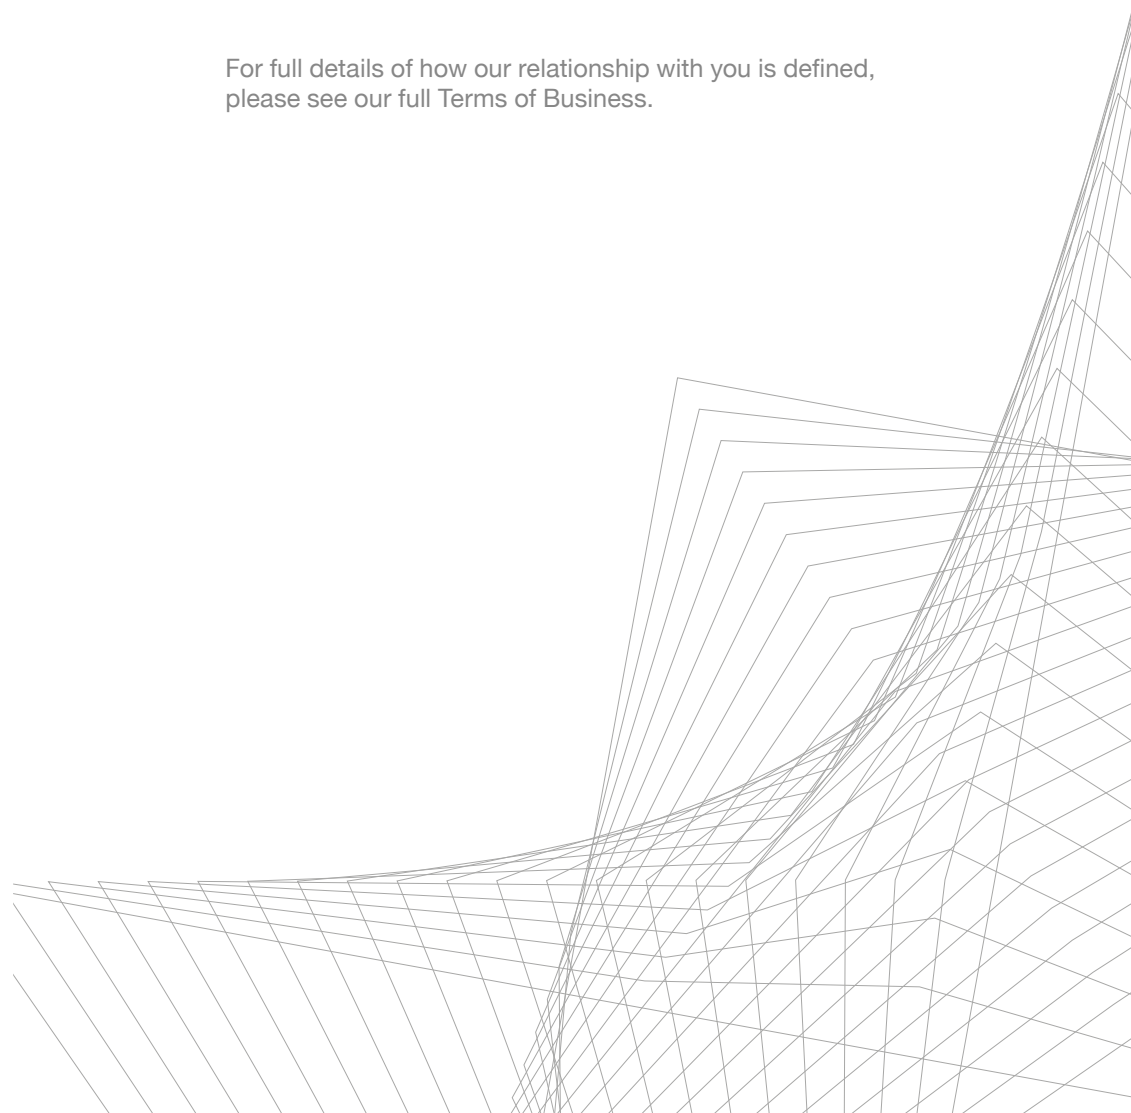 For full details of how our relationship with you is defined,
please see our full Terms of Business.